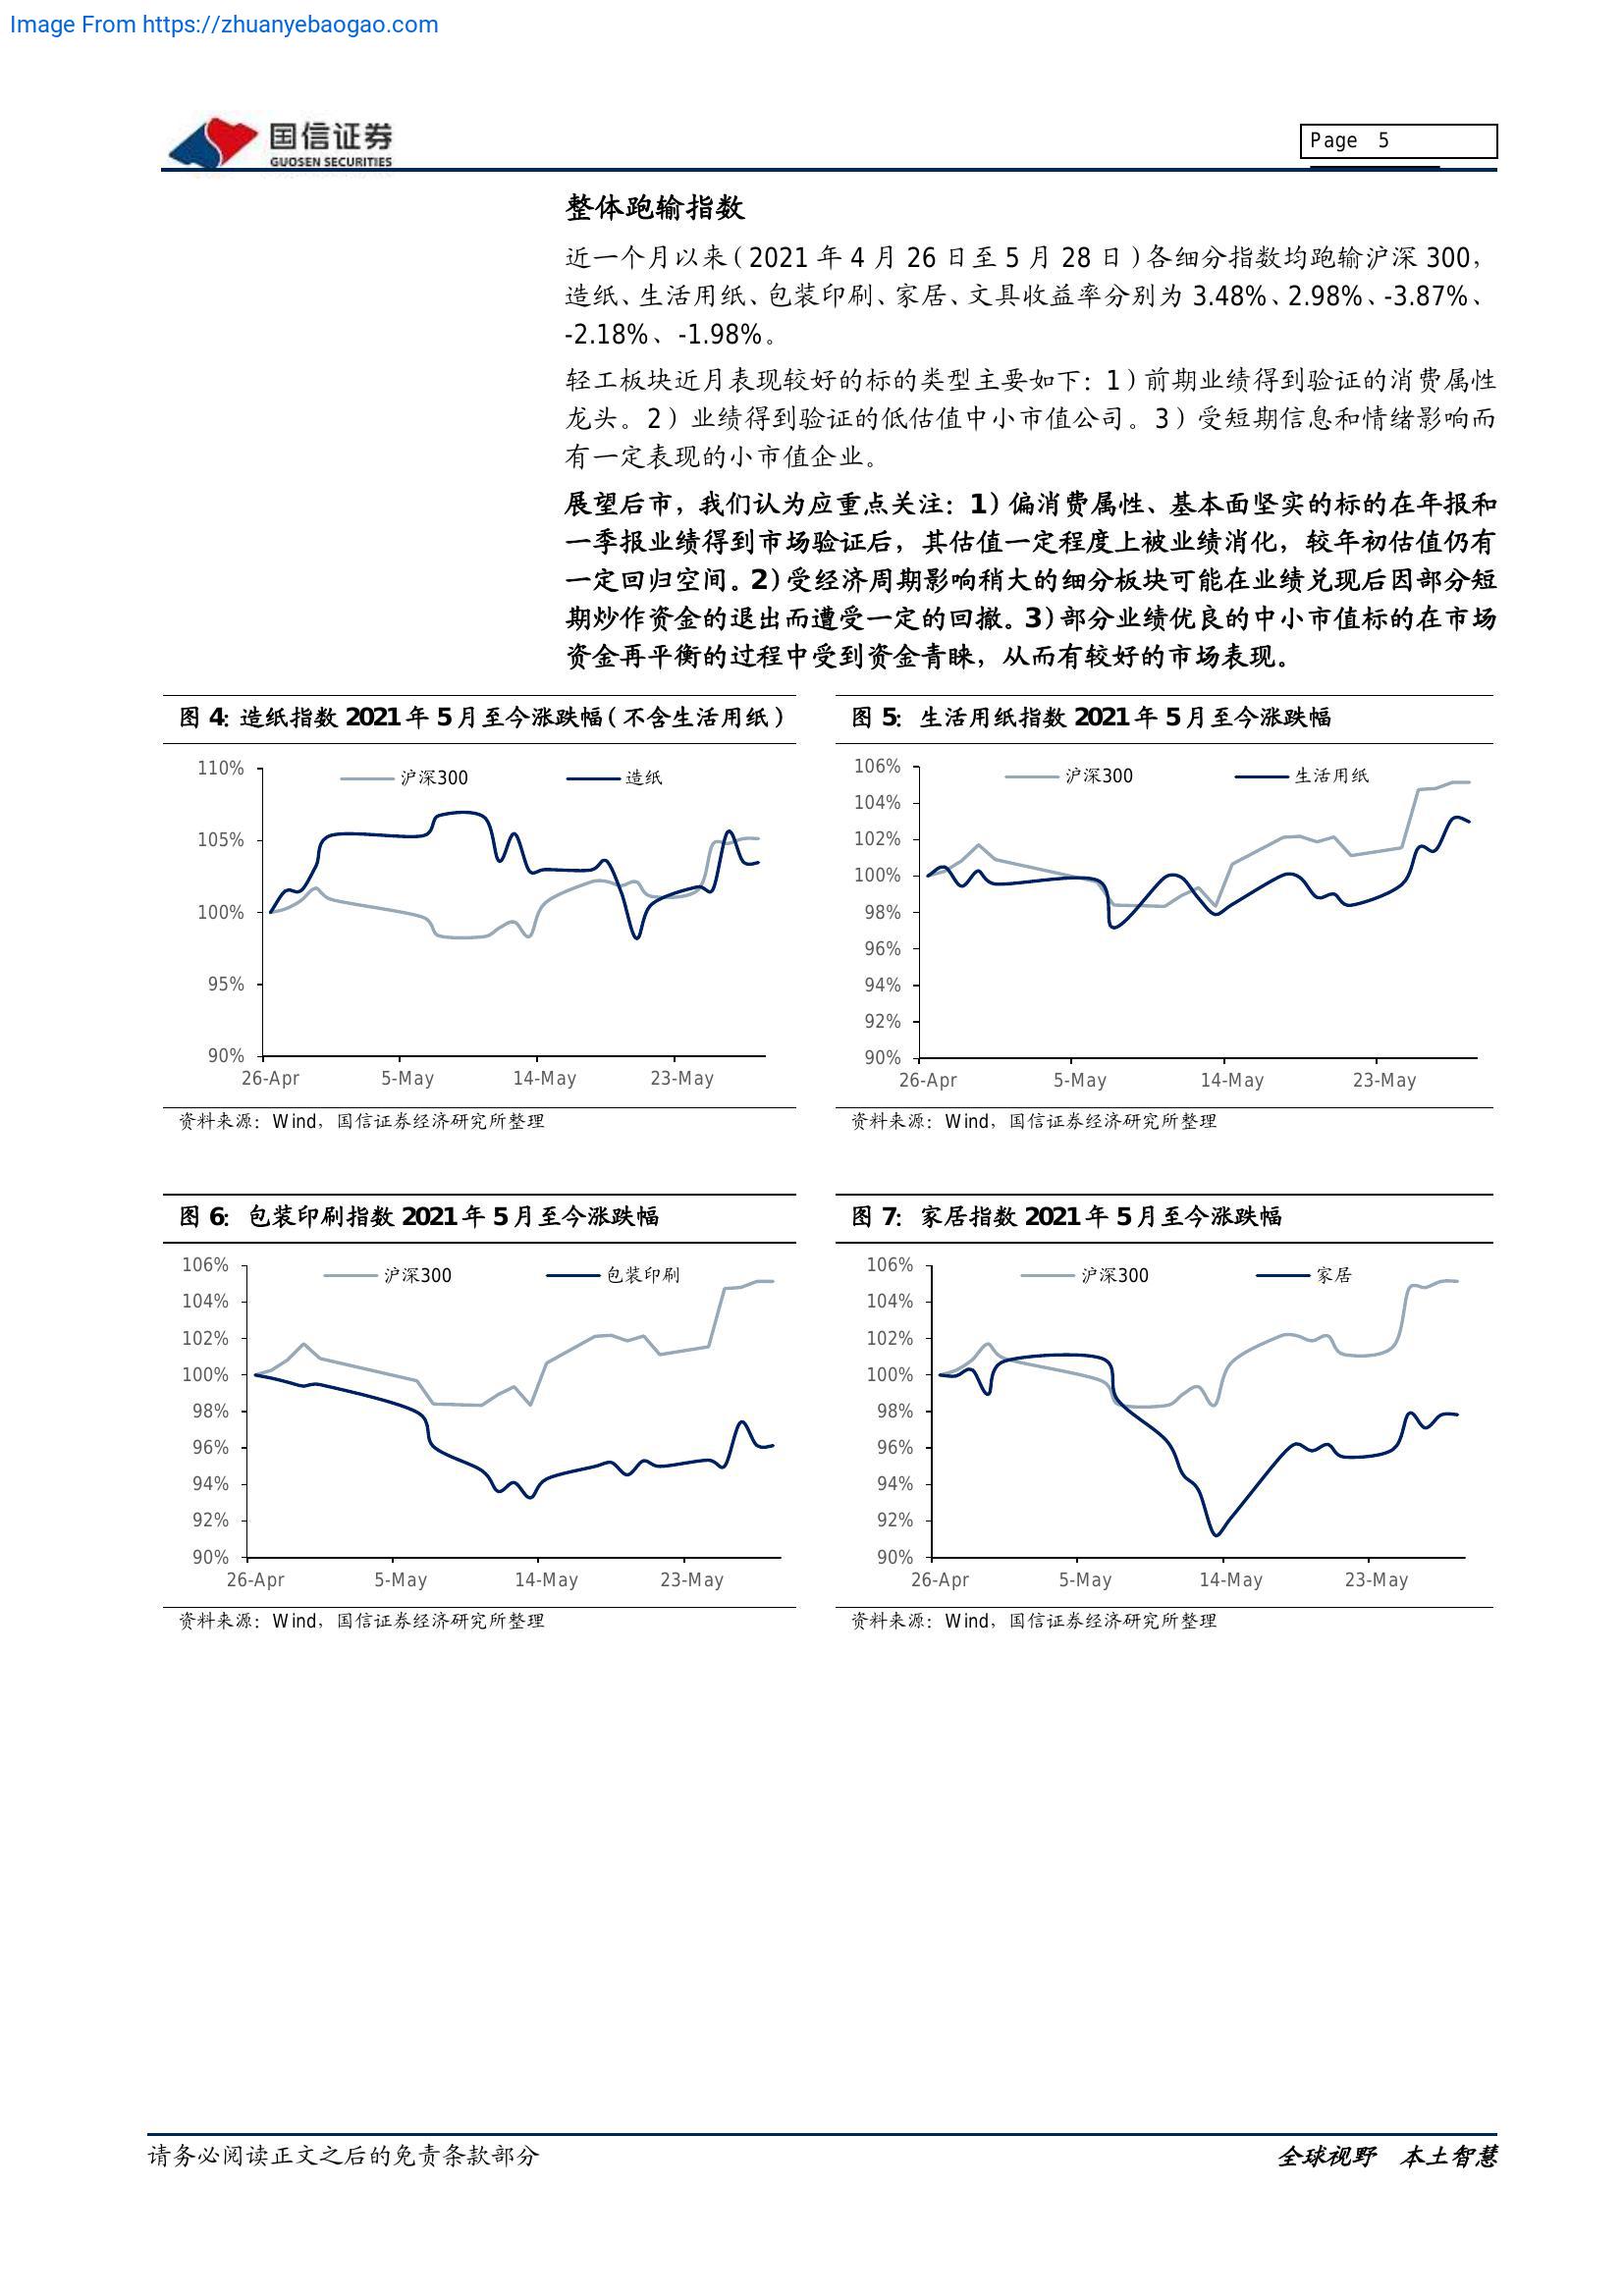 Image From https://zhuanyebaogao.com
国信证券
GUOSEN SECURITIES
Page 5
整体跑输指数
近一个月以来（2021 年 4 月 26 日至 5 月 28 日）各细分指数均跑输沪深 300，
造纸、生活用纸、包装印刷、家居、文具收益率分别为 3.48%、2.98%、-3.87%、
-2.18%、-1.98%。
轻工板块近月表现较好的标的类型主要如下：1）前期业绩得到验证的消费属性
龙头。2）业绩得到验证的低估值中小市值公司。3）受短期信息和情绪影响而
有一定表现的小市值企业。
展望后市，我们认为应重点关注：1）偏消费属性、基本面坚实的标的在年报和
一季报业绩得到市场验证后，其估值一定程度上被业绩消化，较年初估值仍有
一定回归空间。2）受经济周期影响稍大的细分板块可能在业绩兑现后因部分短
期炒作资金的退出而遭受一定的回撤。3）部分业绩优良的中小市值标的在市场
资金再平衡的过程中受到资金青睐，从而有较好的市场表现。
图 4：造纸指数 2021 年 5 月至今涨跌幅（不含生活用纸）
沪深300 造纸
110%
105%
100%
95%
90%
26-Apr 5-May 14-May 23-May
资料来源：Wind，国信证券经济研究所整理
图 5：生活用纸指数 2021 年 5 月至今涨跌幅
沪深300 生活用纸
106%
104%
102%
100%
98%
96%
94%
92%
90%
26-Apr 5-May 14-May 23-May
资料来源：Wind，国信证券经济研究所整理
图 6：包装印刷指数 2021 年 5 月至今涨跌幅
沪深300 包装印刷
106%
104%
102%
100%
98%
96%
94%
92%
90%
26-Apr 5-May 14-May 23-May
资料来源：Wind，国信证券经济研究所整理
图 7：家居指数 2021 年 5 月至今涨跌幅
沪深300 家居
106%
104%
102%
100%
98%
96%
94%
92%
90%
26-Apr 5-May 14-May 23-May
资料来源：Wind，国信证券经济研究所整理
请务必阅读正文之后的免责条款部分
全球视野 本土智慧